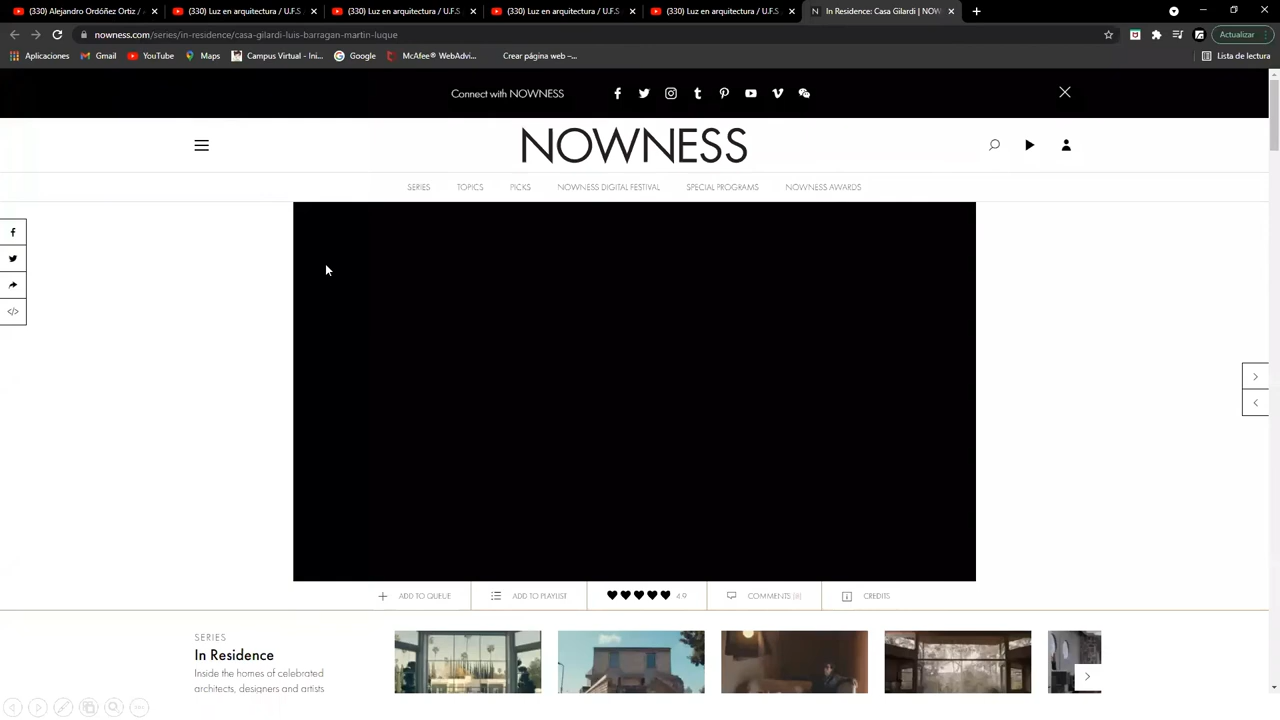 (330) Alejandro Ordóñez Ortiz /
(330) Luz en arquitectura / U.F.S
(330) Luz en arquitectura / U.F.S
(330) Luz en arquitectura / U.F.S
(330) Luz en arquitectura / U.F.S
In Residence: Casa Gilardi | NOW
nowness.com/series/in-residence/casa-gilardi-luis-barragan-martin-luque
Actualizar
Aplicaciones
Gmail
YouTube
Maps
Campus Virtual - Ini...
Google
McAfee® WebAdvi...
Crear página web –...
Lista de lectura
Connect with NOWNESS
NOWNESS
SERIES
TOPICS
PICKS
NOWNESS DIGITAL FESTIVAL
SPECIAL PROGRAMS
NOWNESS AWARDS
ADD TO QUEUE
ADD TO PLAYLIST
4.9
COMMENTS
CREDITS
SERIES
In Residence
Inside the homes of celebrated
architects, designers and artists